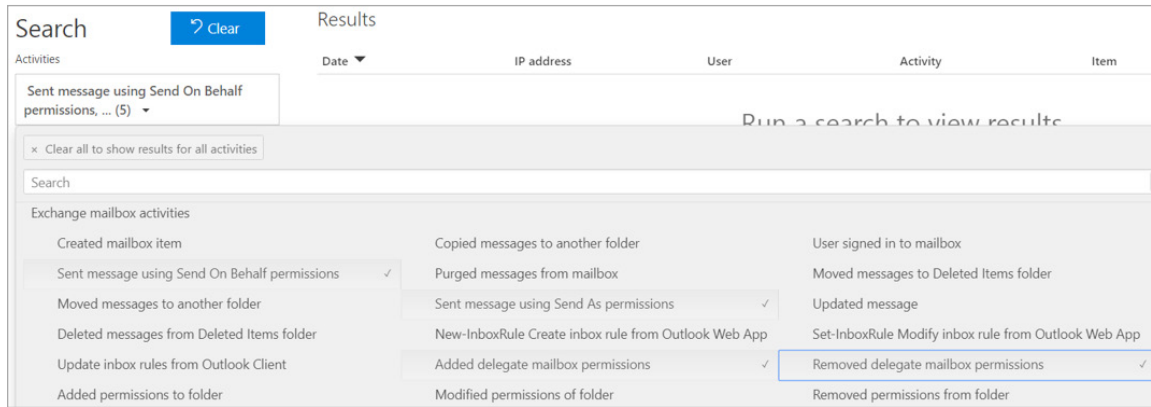 Search
Clear
Results
Activities
Date IP address User Activity Item
Sent message using Send On Behalf
permissions, ... (5)
Run a search to view results
× Clear all to show results for all activities
Search
Exchange mailbox activities
Created mailbox item Copied messages to another folder User signed in to mailbox
Sent message using Send On Behalf permissions ✓ Purged messages from mailbox Moved messages to Deleted Items folder
Moved messages to another folder Sent message using Send As permissions ✓ Updated message
Deleted messages from Deleted Items folder New-InboxRule Create inbox rule from Outlook Web App Set-InboxRule Modify inbox rule from Outlook Web App
Update inbox rules from Outlook Client Added delegate mailbox permissions ✓ Removed delegate mailbox permissions ✓
Added permissions to folder Modified permissions of folder Removed permissions from folder